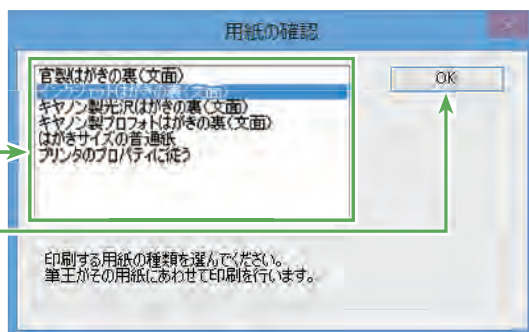 用紙の確認
官製はがきの裏(文面)
インクジェットはがきの裏(文面)
キヤノン製光沢はがきの裏(文面)
キヤノン製プロフォトはがきの裏(文面)
はがきサイズの普通紙
プリンタのプロパティに従う
OK
印刷する用紙の種類を選んでください。
筆王がその用紙にあわせて印刷を行います。